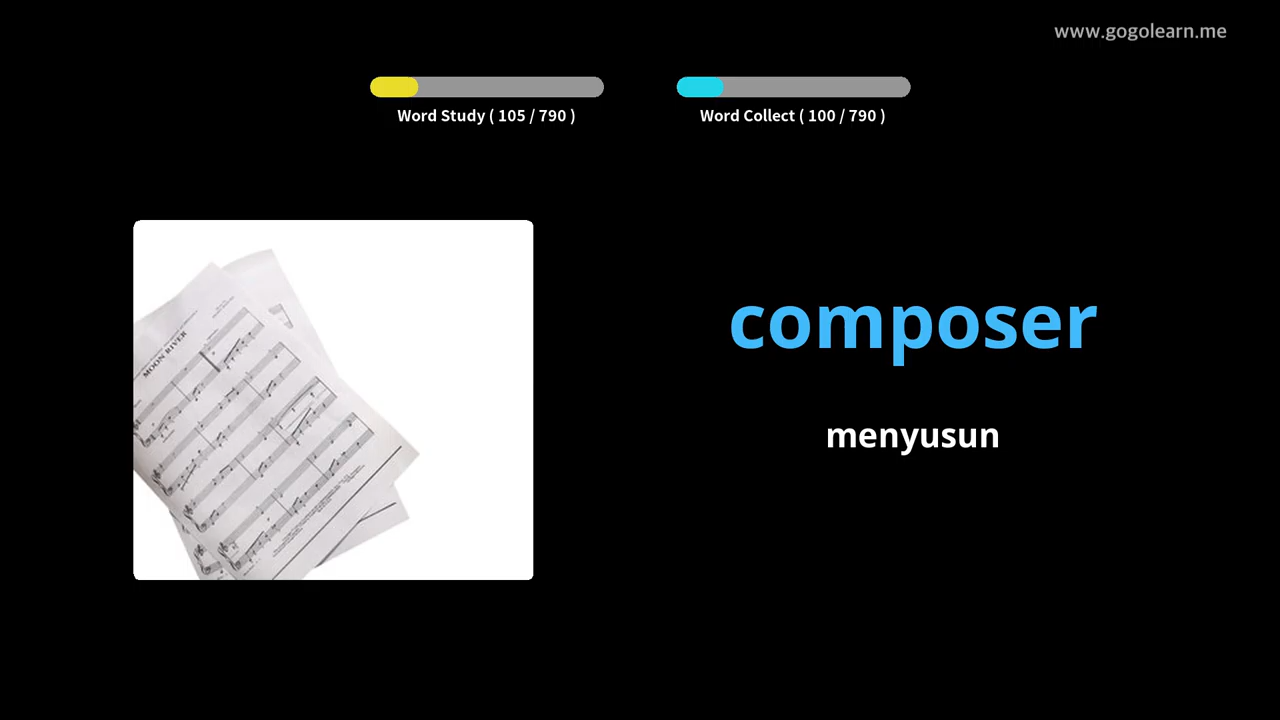 www.gogolearn.me
Word Study ( 105 / 790 )
Word Collect ( 100 / 790 )
MOON RIVER
composer
menyusun